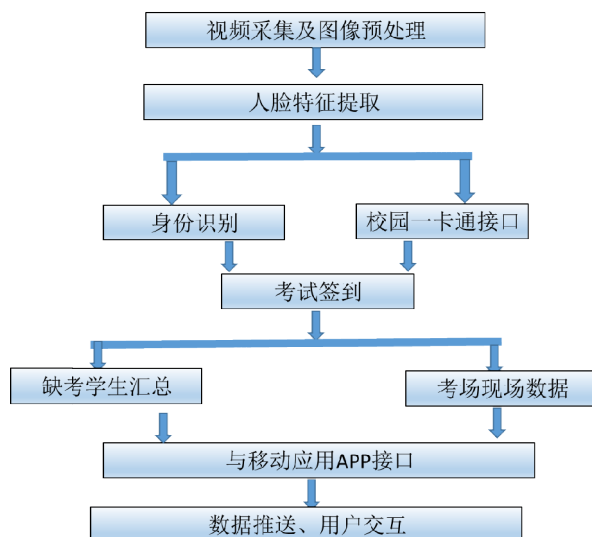 视频采集及图像预处理
人脸特征提取
身份识别
校园一卡通接口
考试签到
缺考学生汇总
考场现场数据
与移动应用APP接口
数据推送、用户交互